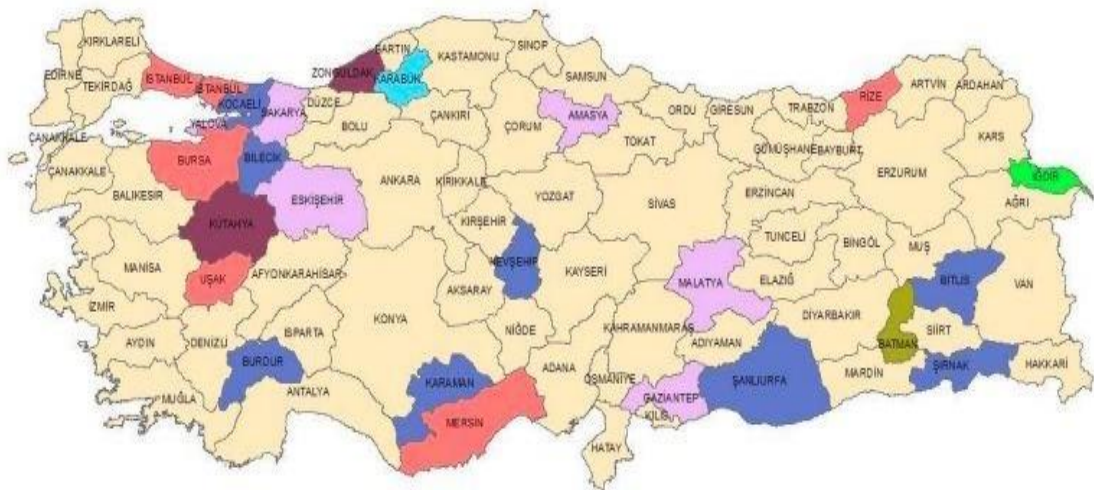 KIRKLARELİ
EDİRNE
TEKİRDAĞ
İSTANBUL
İSTANBUL
KOCAELİ
YALOVA
SAKARYA
DÜZCE
ZONGULDAK
BARTIN
KARABÜK
KASTAMONU
SİNOP
SAMSUN
ORDU
GİRESUN
TRABZON
RİZE
ARTVİN
ARDAHAN
KARS
IĞDIR
AĞRI
ERZURUM
BAYBURT
GÜMÜŞHANE
ERZİNCAN
TOKAT
AMASYA
ÇORUM
ÇANKIRI
BOLU
BİLECİK
BURSA
ÇANAKKALE
ÇANAKKALE
BALIKESİR
KÜTAHYA
ESKİŞEHİR
ANKARA
KIRIKKALE
KIRŞEHİR
YOZGAT
SİVAS
TUNCELİ
BİNGÖL
MUŞ
BİTLİS
VAN
ELAZIĞ
MALATYA
KAYSERİ
NEVŞEHİR
AKSARAY
KONYA
AFYONKARAHİSAR
UŞAK
MANİSA
İZMİR
AYDIN
DENİZLİ
ISPARTA
BURDUR
MUĞLA
ANTALYA
KARAMAN
MERSİN
NİĞDE
ADANA
KAHRAMANMARAŞ
OSMANİYE
HATAY
KİLİS
GAZİANTEP
ADIYAMAN
ŞANLIURFA
DİYARBAKIR
MARDİN
BATMAN
SİİRT
ŞIRNAK
HAKKARİ